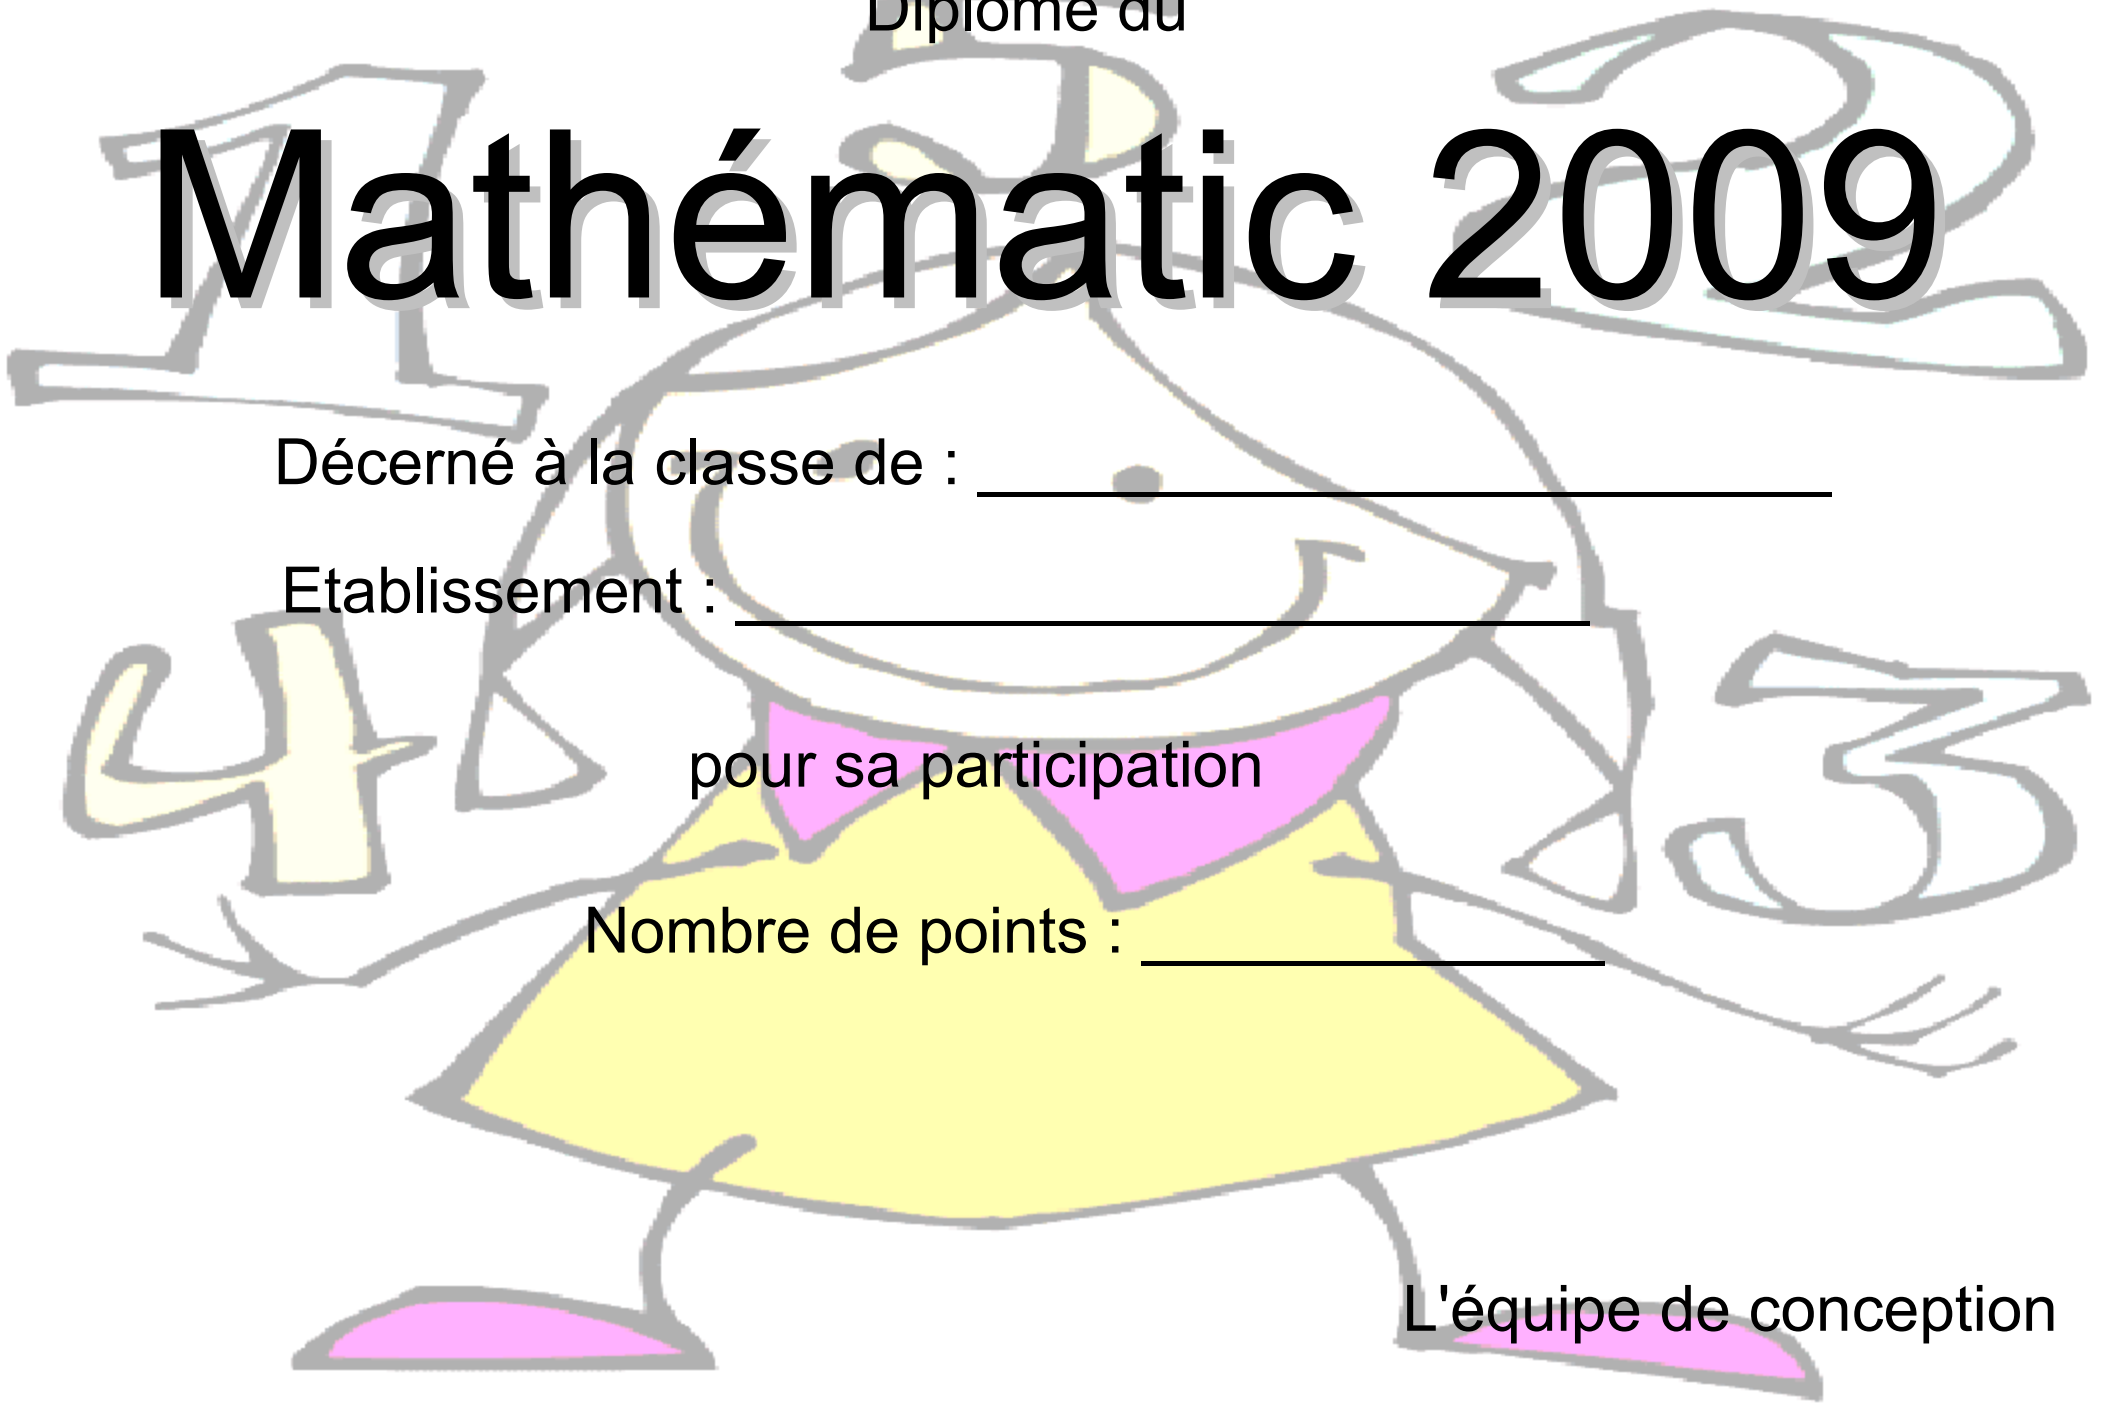 Diplôme du
Mathématic 2009
Décerné à la classe de :
Etablissement :
pour sa participation
Nombre de points :
L'équipe de conception